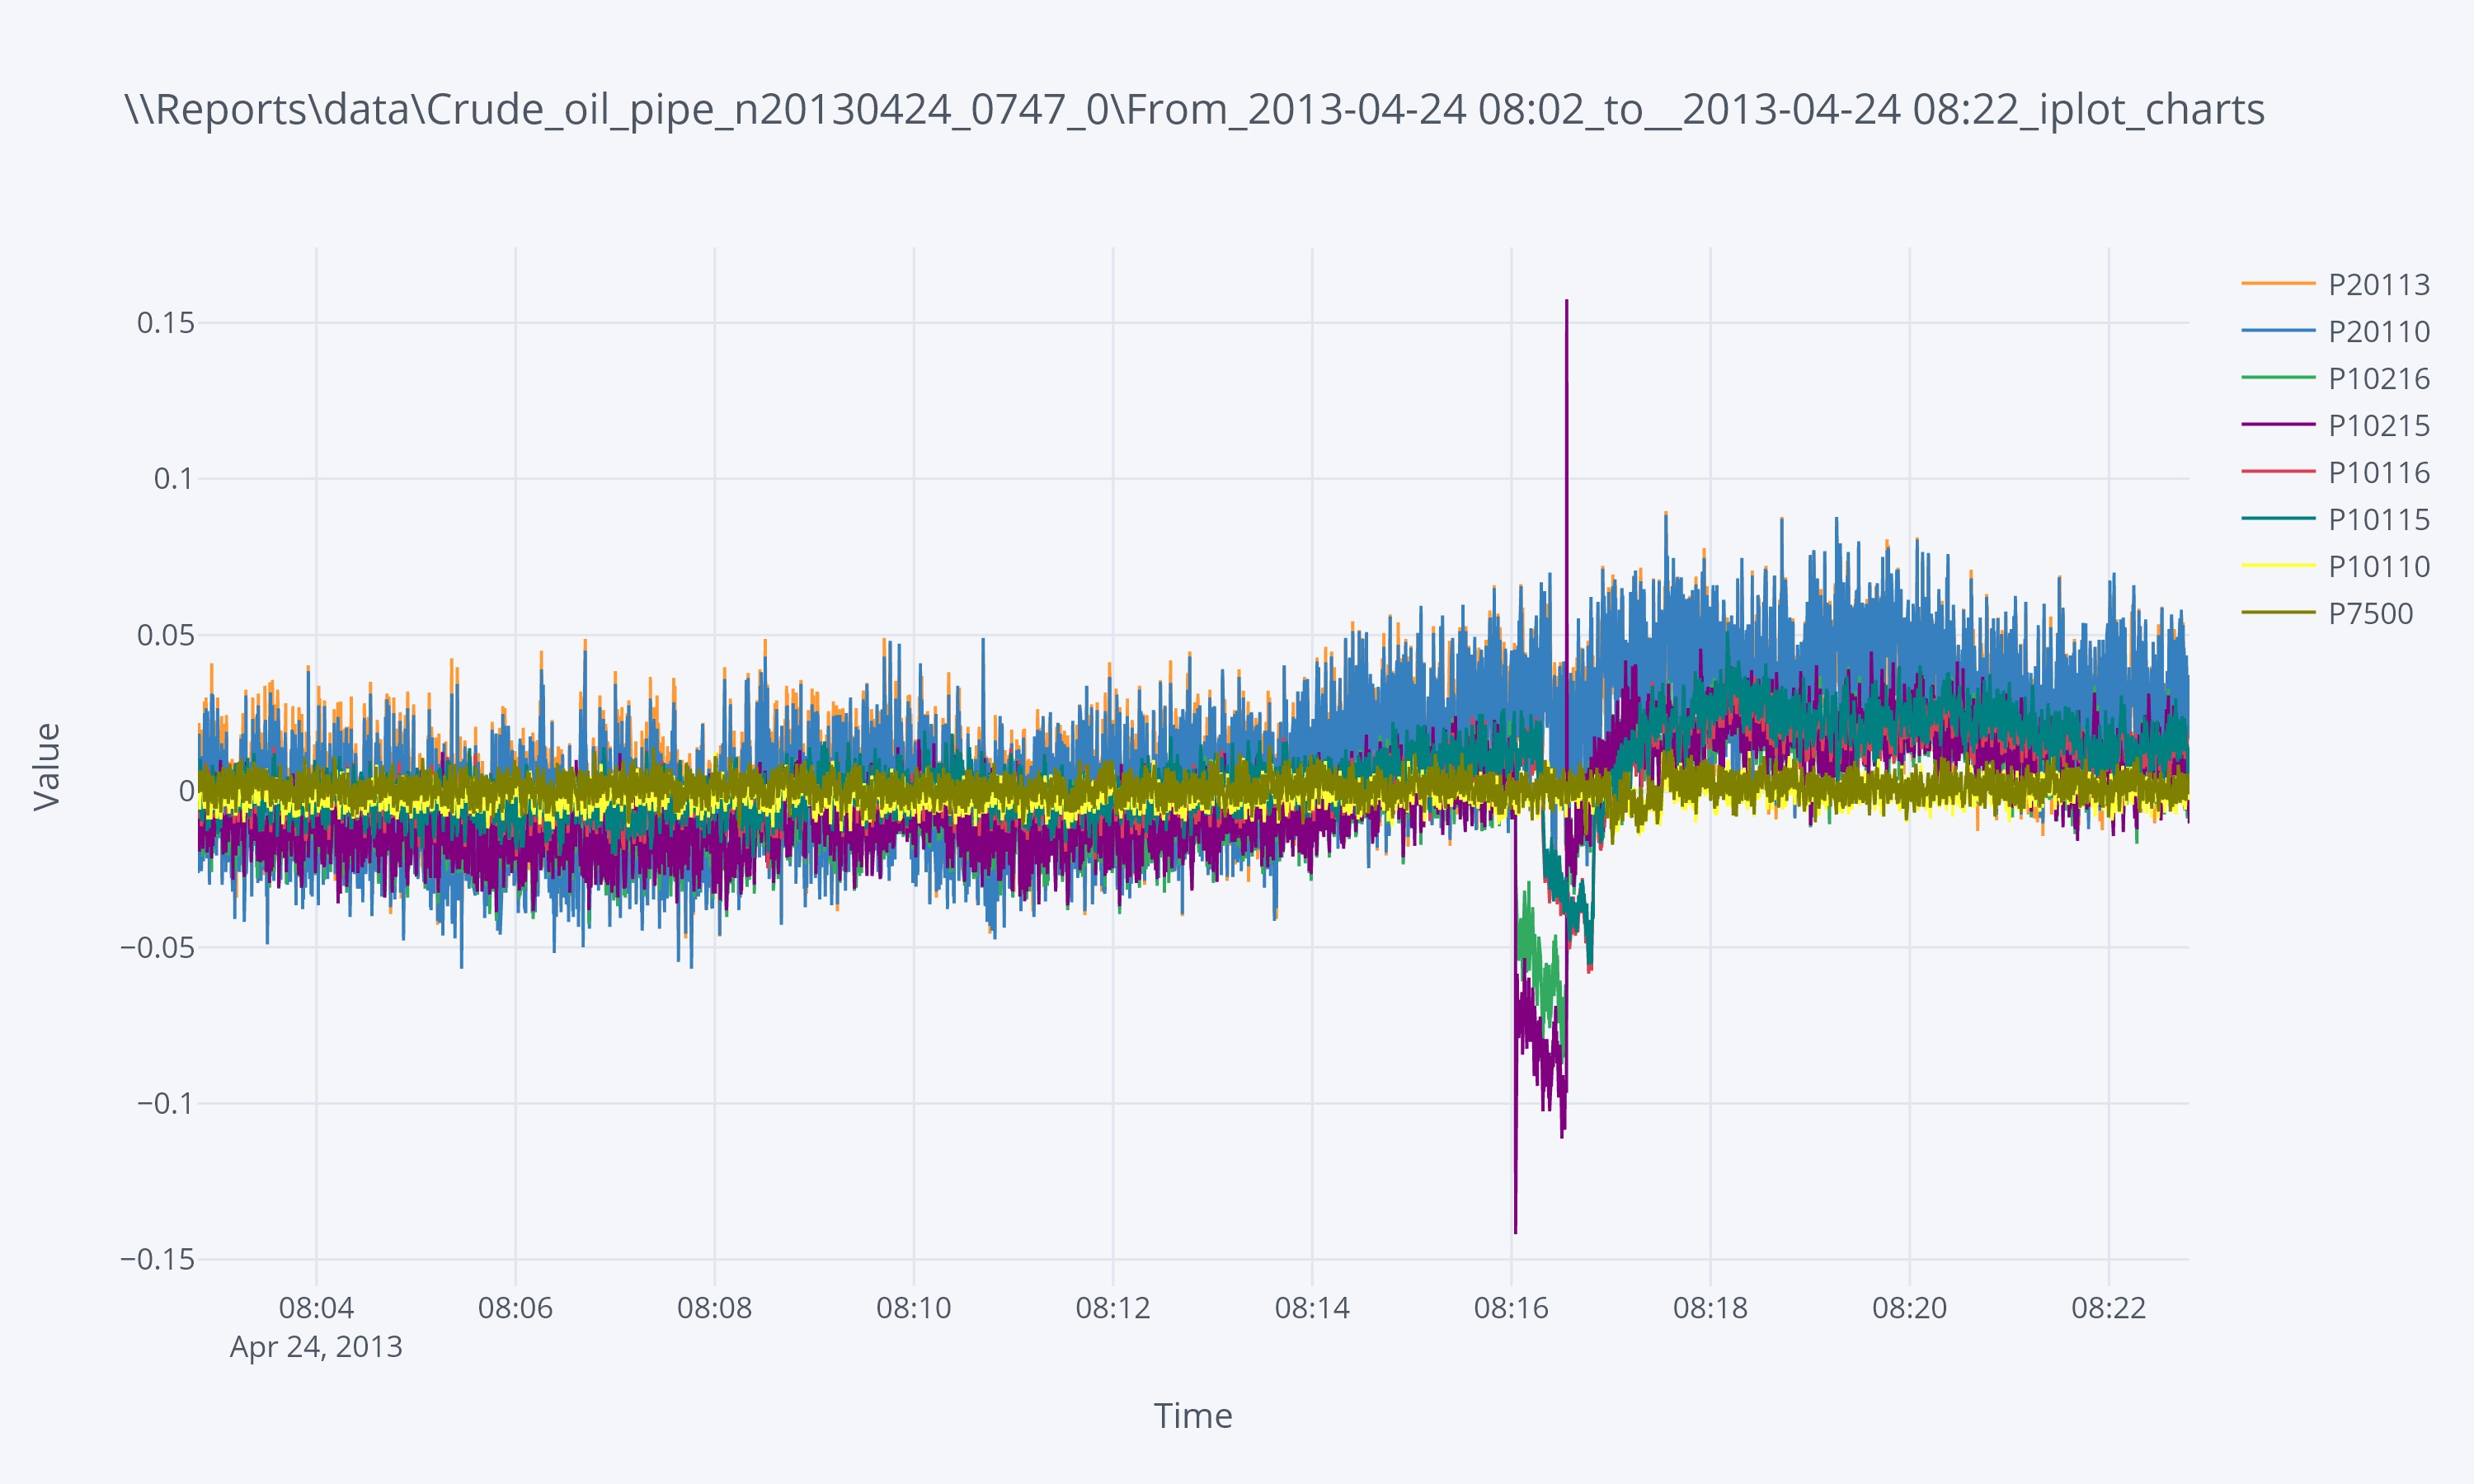 \\Reports\data\Crude_oil_pipe_n20130424_0747_0\From_2013-04-24 08:02_to__2013-04-24 08:22_iplot_charts
P20113
P20110
P10216
P10215
P10116
P10115
P10110
P7500
0.15
0.1
0.05
0
−0.05
−0.1
−0.15
Value
08:04 08:06 08:08 08:10 08:12 08:14 08:16 08:18 08:20 08:22
Apr 24, 2013
Time